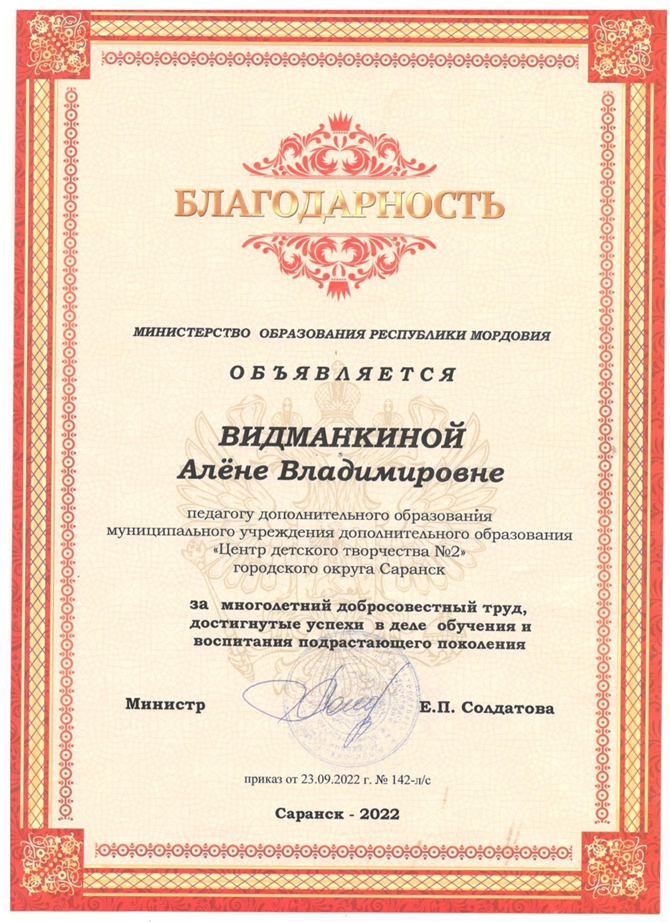 БЛАГОДАРНОСТЬ
МИНИСТЕРСТВО ОБРАЗОВАНИЯ РЕСПУБЛИКИ МОРДОВИЯ
ОБЪЯВЛЯЕТСЯ
ВИДМАНКИНОЙ
Алёне Владимировне
педагогу дополнительного образования
муниципального учреждения дополнительного образования
«Центр детского творчества №2»
городского округа Саранск
за многолетний добросовестный труд,
достигнутые успехи в деле обучения и
воспитания подрастающего поколения
Министр
Е.П. Солдатова
приказ от 23.09.2022 г. № 142-л/с
Саранск - 2022